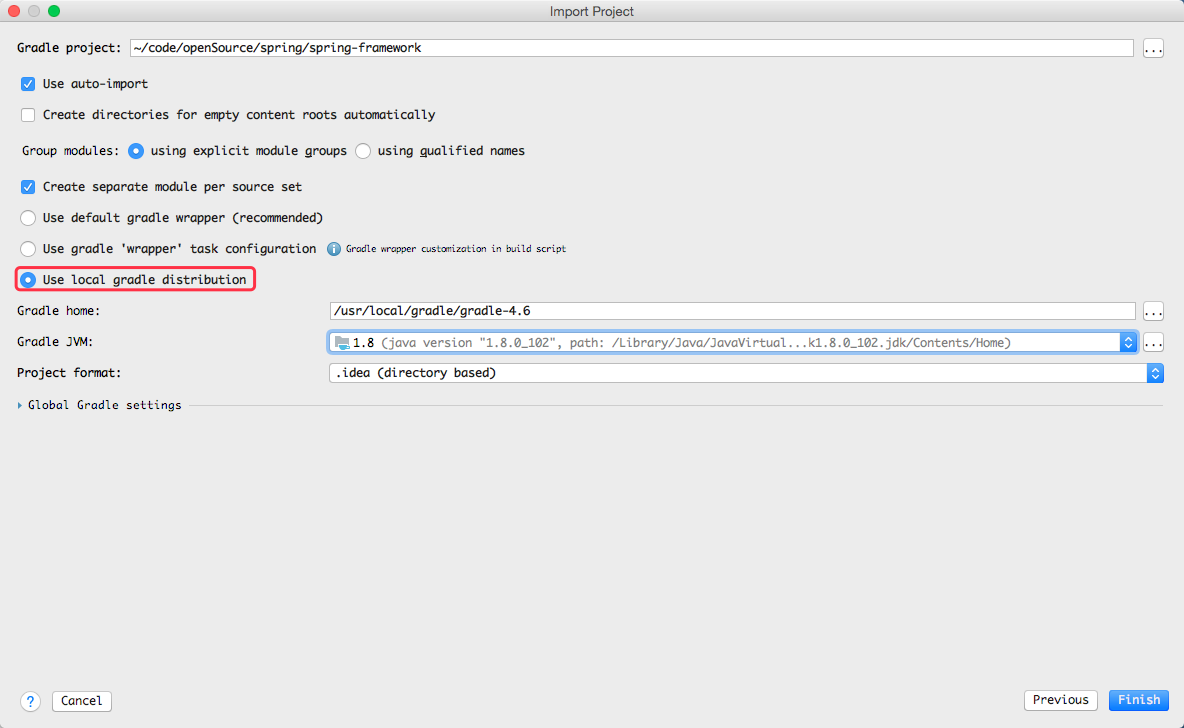 Import Project
Gradle project: ~/code/openSource/spring/spring-framework ...
Use auto-import
Create directories for empty content roots automatically
Group modules: using explicit module groups using qualified names
Create separate module per source set
Use default gradle wrapper (recommended)
Use gradle 'wrapper' task configuration i Gradle wrapper customization in build script
Use local gradle distribution
Gradle home: /usr/local/gradle/gradle-4.6 ...
Gradle JVM: 1.8 (java version "1.8.0_102", path: /Library/Java/JavaVirtual...k1.8.0_102.jdk/Contents/Home) ...
Project format: .idea (directory based)
Global Gradle settings
? Cancel Previous Finish